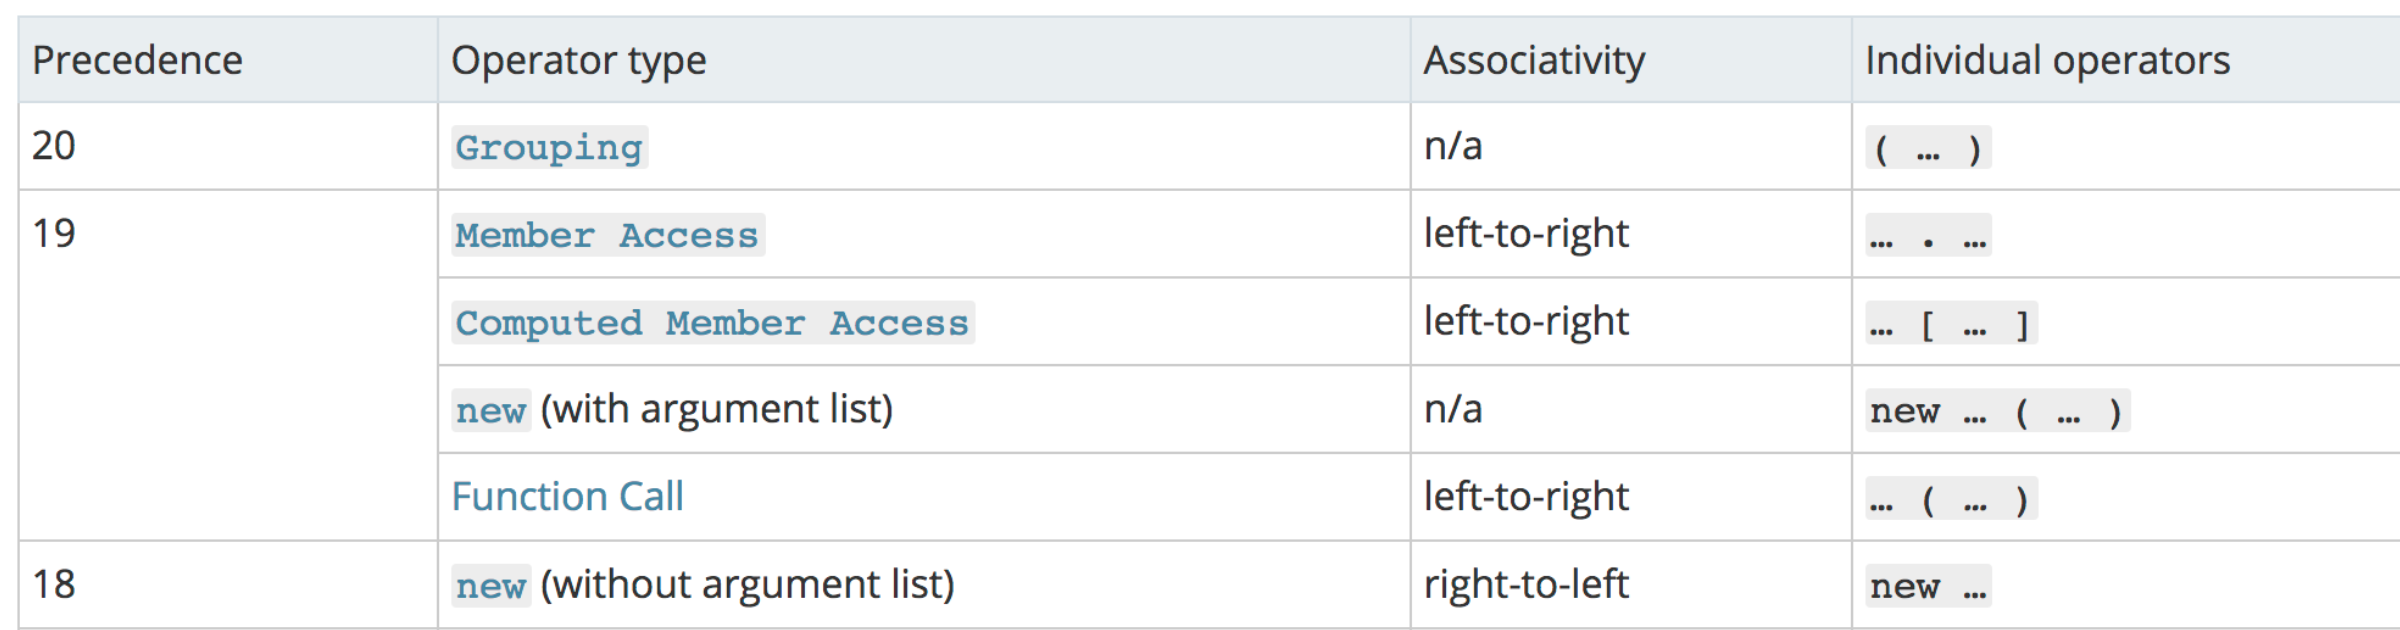 Precedence Operator type Associativity Individual operators
20 Grouping n/a ( … )
19 Member Access left-to-right … . …
Computed Member Access left-to-right … [ … ]
new (with argument list) n/a new … ( … )
Function Call left-to-right … ( … )
18 new (without argument list) right-to-left new …